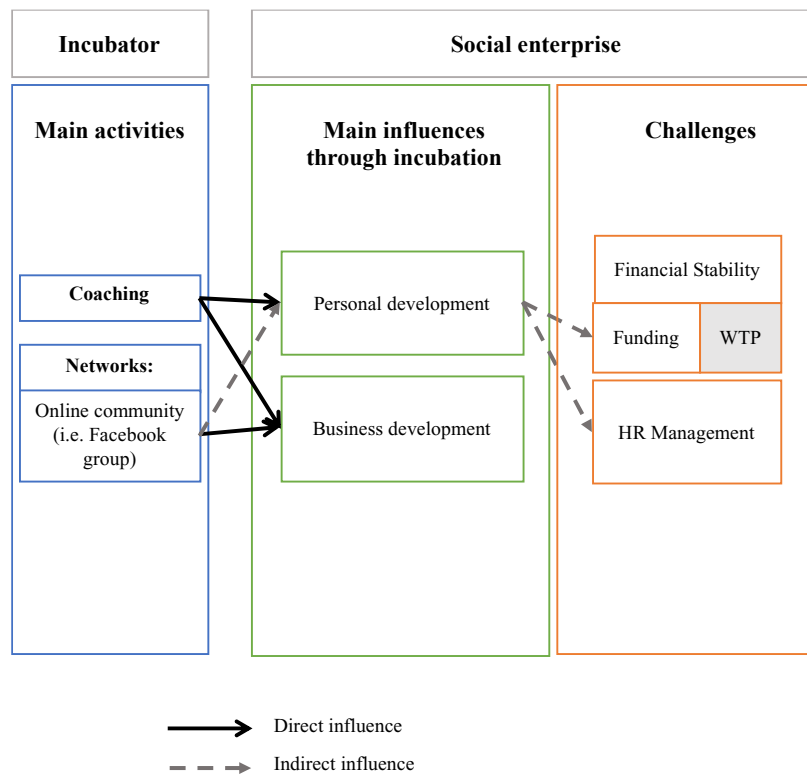 Incubator
Social enterprise
Main activities
Main influences
through incubation
Challenges
Coaching
Networks:
Online community
(i.e. Facebook
group)
Personal development
Business development
Financial Stability
Funding
WTP
HR Management
Direct influence
Indirect influence